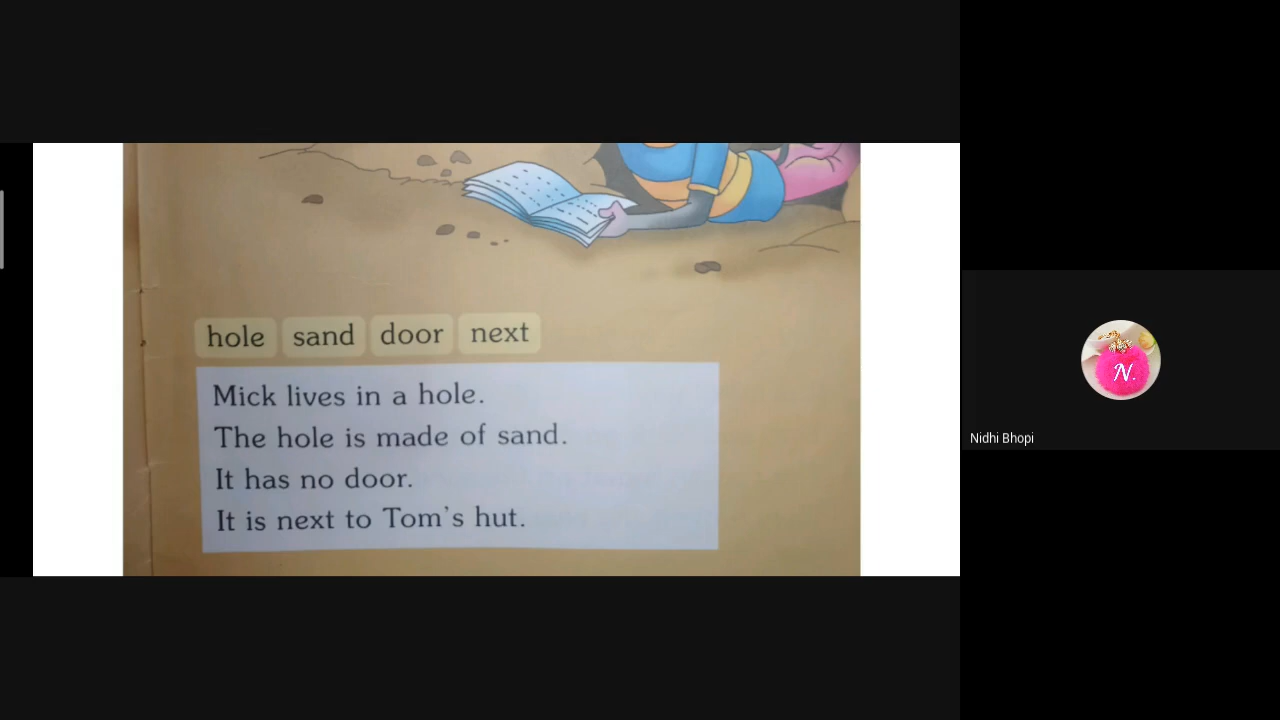 hole sand door next
Mick lives in a hole.
The hole is made of sand.
It has no door.
It is next to Tom's hut.
N.
Nidhi Bhopi